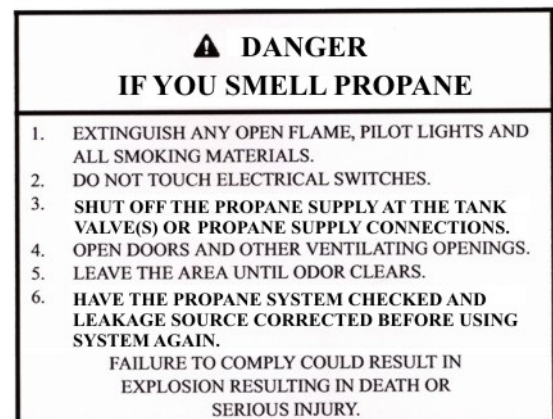 ⚠ DANGER
IF YOU SMELL PROPANE
1. EXTINGUISH ANY OPEN FLAME, PILOT LIGHTS AND
ALL SMOKING MATERIALS.
2. DO NOT TOUCH ELECTRICAL SWITCHES.
3. SHUT OFF THE PROPANE SUPPLY AT THE TANK
VALVE(S) OR PROPANE SUPPLY CONNECTIONS.
4. OPEN DOORS AND OTHER VENTILATING OPENINGS.
5. LEAVE THE AREA UNTIL ODOR CLEARS.
6. HAVE THE PROPANE SYSTEM CHECKED AND
LEAKAGE SOURCE CORRECTED BEFORE USING
SYSTEM AGAIN.
FAILURE TO COMPLY COULD RESULT IN
EXPLOSION RESULTING IN DEATH OR
SERIOUS INJURY.